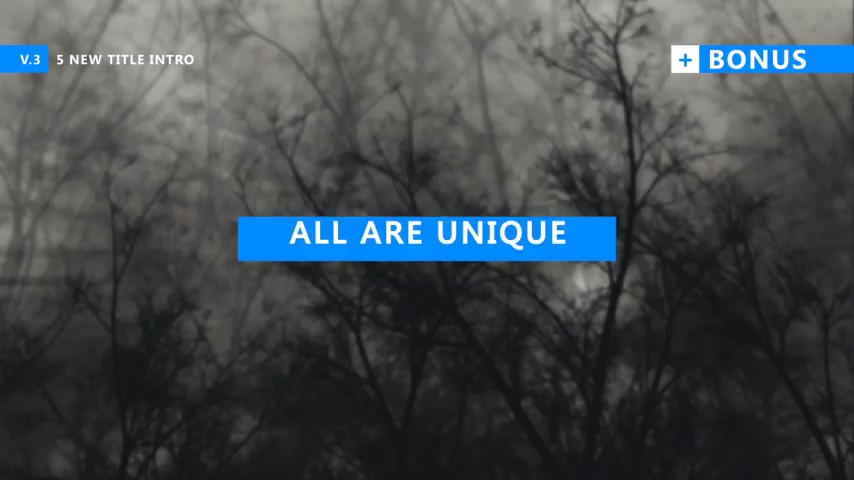 V.3 5 NEW TITLE INTRO
+ BONUS
ALL ARE UNIQUE